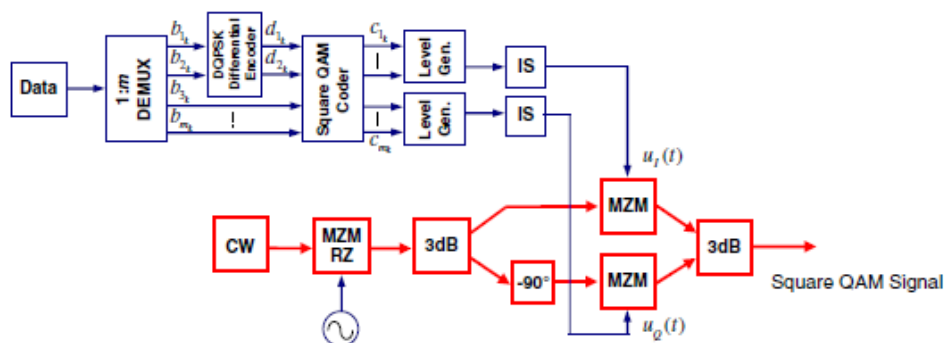 Data
1:m
DEMUX
b1k
b2k
b3k
bmk
DQPSK
Differential
Encoder
d1k
d2k
Square QAM
Coder
c1k
cmk
Level
Gen.
Level
Gen.
IS
IS
uI(t)
CW
MZM
RZ
3dB
-90°
MZM
MZM
3dB
Square QAM Signal
uQ(t)